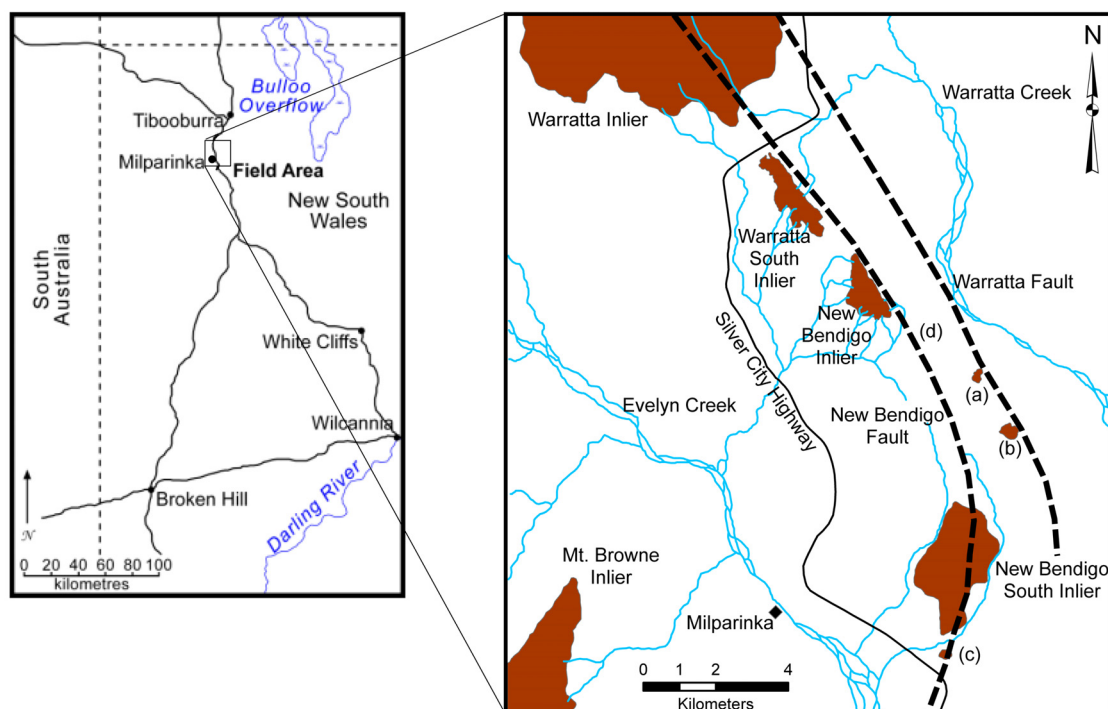 Bulloo
Overflow
Tibooburra
Milparinka
Field Area
New South
Wales
South
Australia
White Cliffs
Wilcannia
Broken Hill
Darling River
N
0 20 40 60 80 100
kilometres
N
Warratta Creek
Warratta Inlier
Warratta
South
Inlier
Warratta Fault
New
Bendigo
Inlier
(d)
Silver City Highway
(a)
Evelyn Creek
New Bendigo
Fault
(b)
Mt. Browne
Inlier
New Bendigo
South Inlier
Milparinka
(c)
0 1 2 4
Kilometers